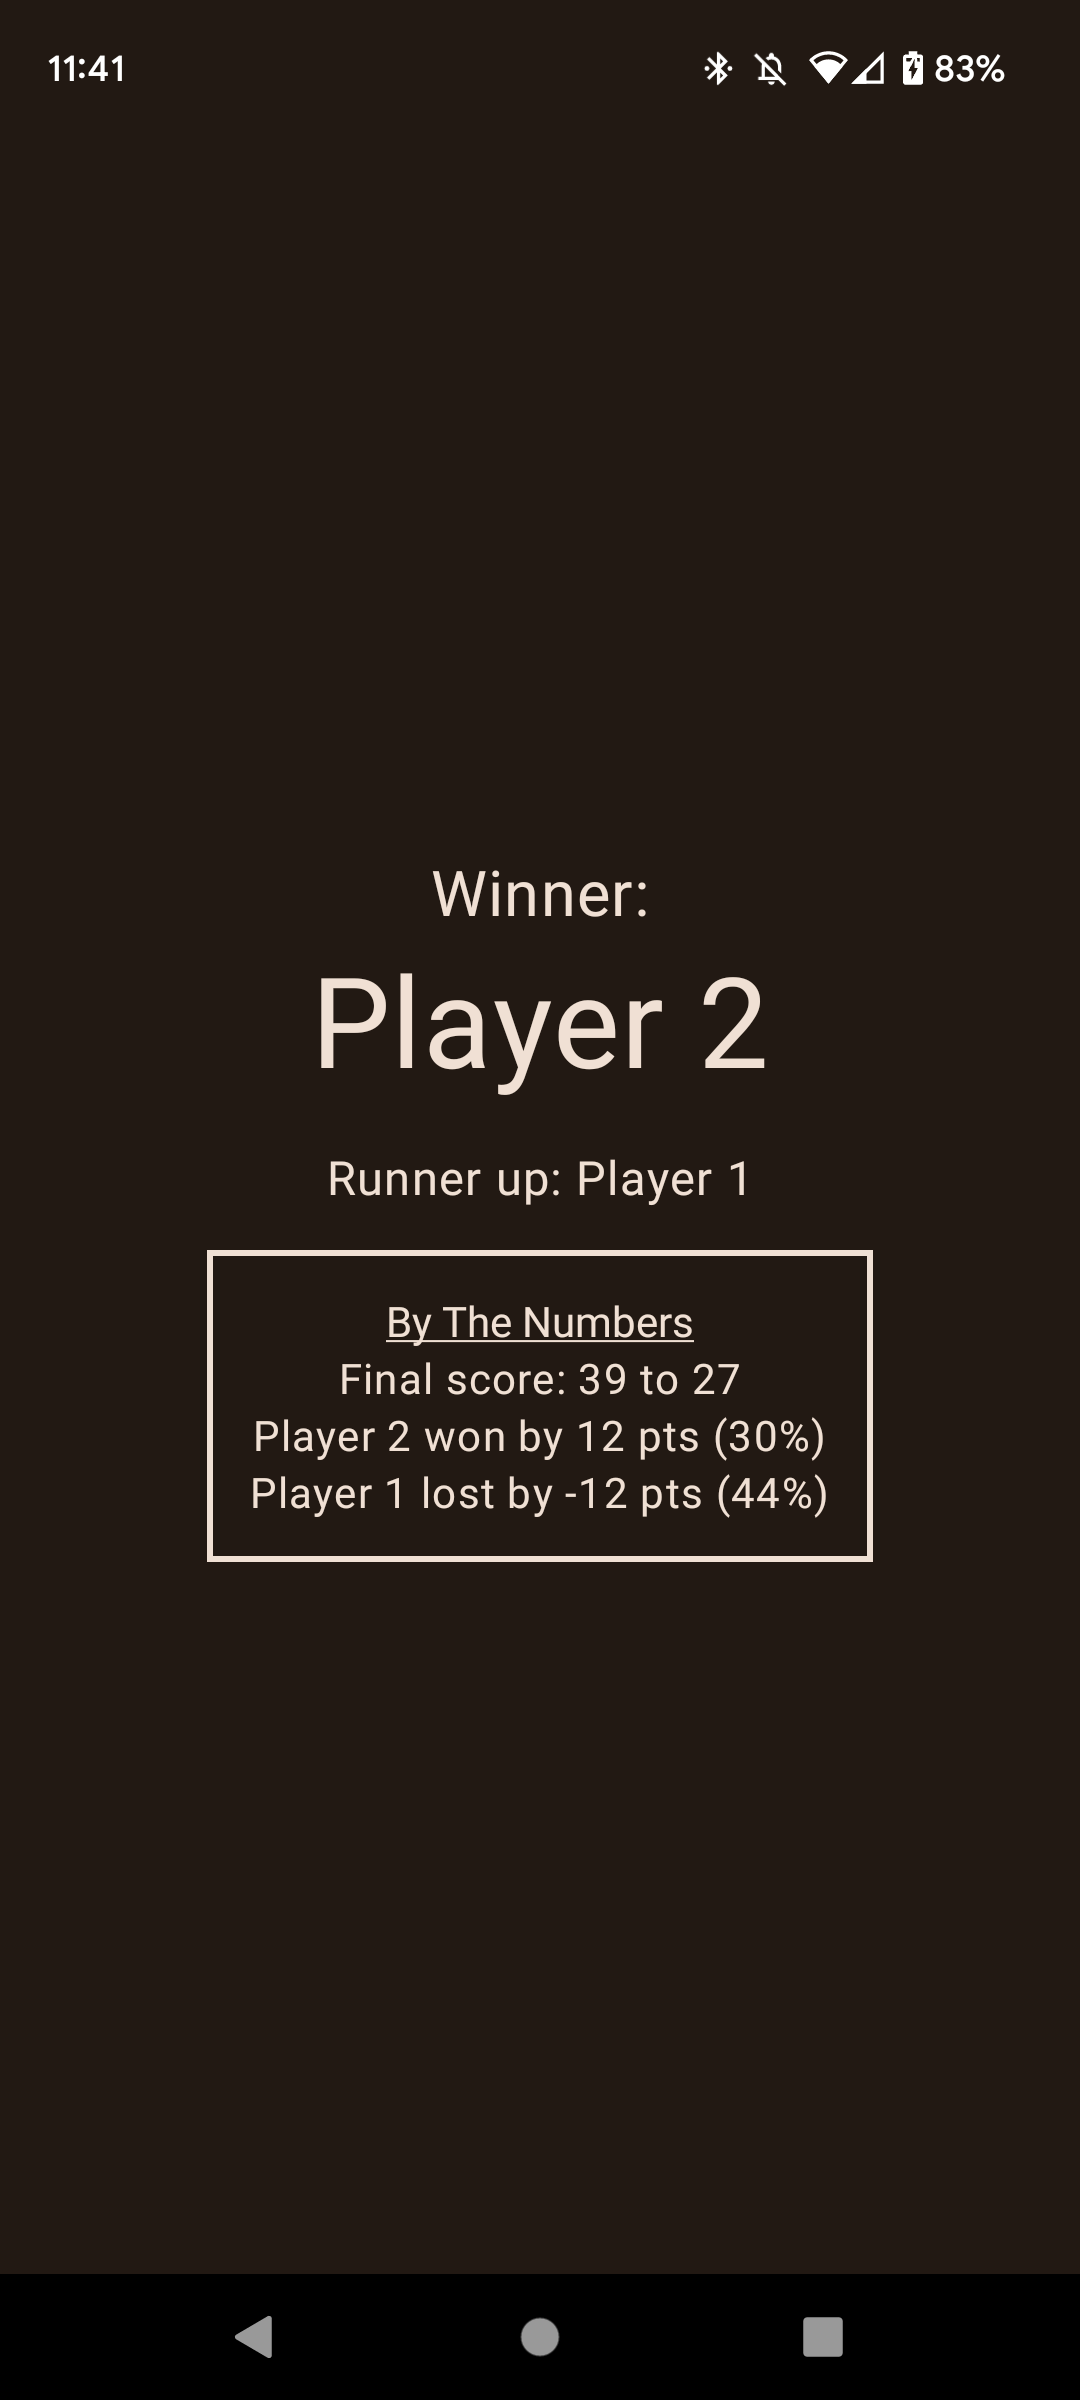 11:41
83%
Winner:
Player 2
Runner up: Player 1
By The Numbers
Final score: 39 to 27
Player 2 won by 12 pts (30%)
Player 1 lost by -12 pts (44%)